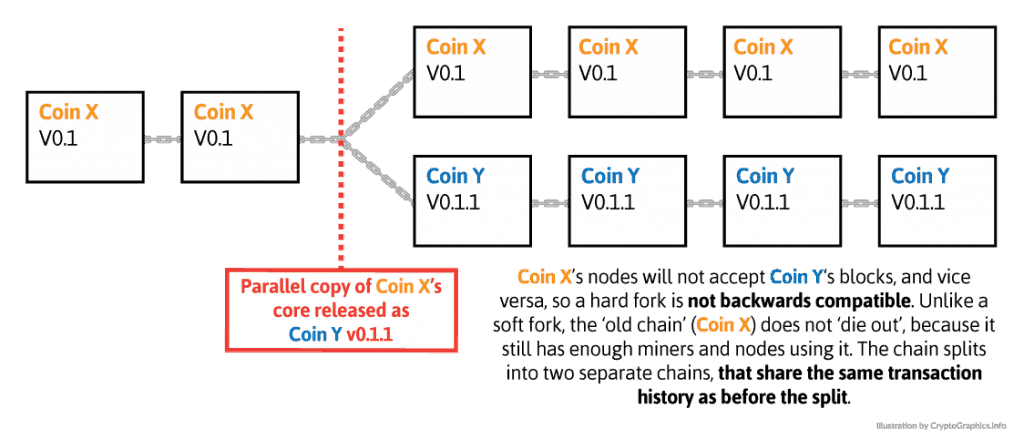 Coin X
V0.1
Coin X
V0.1
Coin X
V0.1
Coin X
V0.1
Coin X
V0.1
Coin X
V0.1
Coin Y
V0.1.1
Coin Y
V0.1.1
Coin Y
V0.1.1
Coin Y
V0.1.1
Parallel copy of Coin X's
core released as
Coin Y v0.1.1
Coin X's nodes will not accept Coin Y's blocks, and vice
versa, so a hard fork is not backwards compatible. Unlike a
soft fork, the ‘old chain’ (Coin X) does not ‘die out’, because it
still has enough miners and nodes using it. The chain splits
into two separate chains, that share the same transaction
history as before the split.
Illustration by CryptoGraphics.info